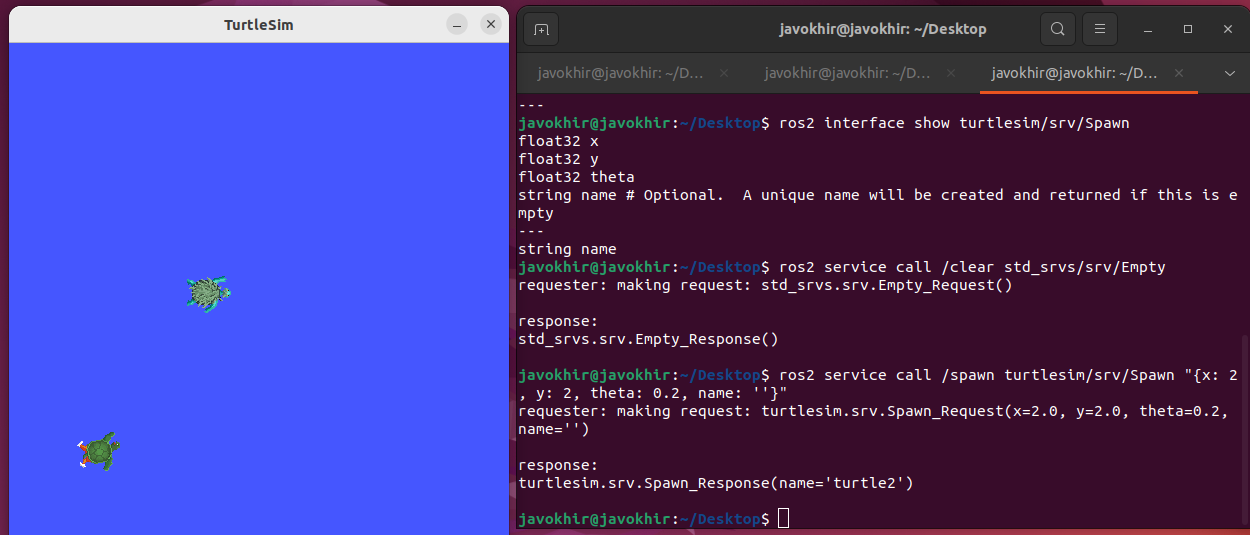 TurtleSim
javokhir@javokhir: ~/Desktop
javokhir@javokhir: ~/D…
javokhir@javokhir: ~/D…
javokhir@javokhir: ~/D…
---
javokhir@javokhir:~/Desktop$ ros2 interface show turtlesim/srv/Spawn
float32 x
float32 y
float32 theta
string name # Optional.  A unique name will be created and returned if this is e
mpty
---
string name
javokhir@javokhir:~/Desktop$ ros2 service call /clear std_srvs/srv/Empty
requester: making request: std_srvs.srv.Empty_Request()
response:
std_srvs.srv.Empty_Response()
javokhir@javokhir:~/Desktop$ ros2 service call /spawn turtlesim/srv/Spawn "{x: 2
, y: 2, theta: 0.2, name: ''}"
requester: making request: turtlesim.srv.Spawn_Request(x=2.0, y=2.0, theta=0.2,
name='')
response:
turtlesim.srv.Spawn_Response(name='turtle2')
javokhir@javokhir:~/Desktop$